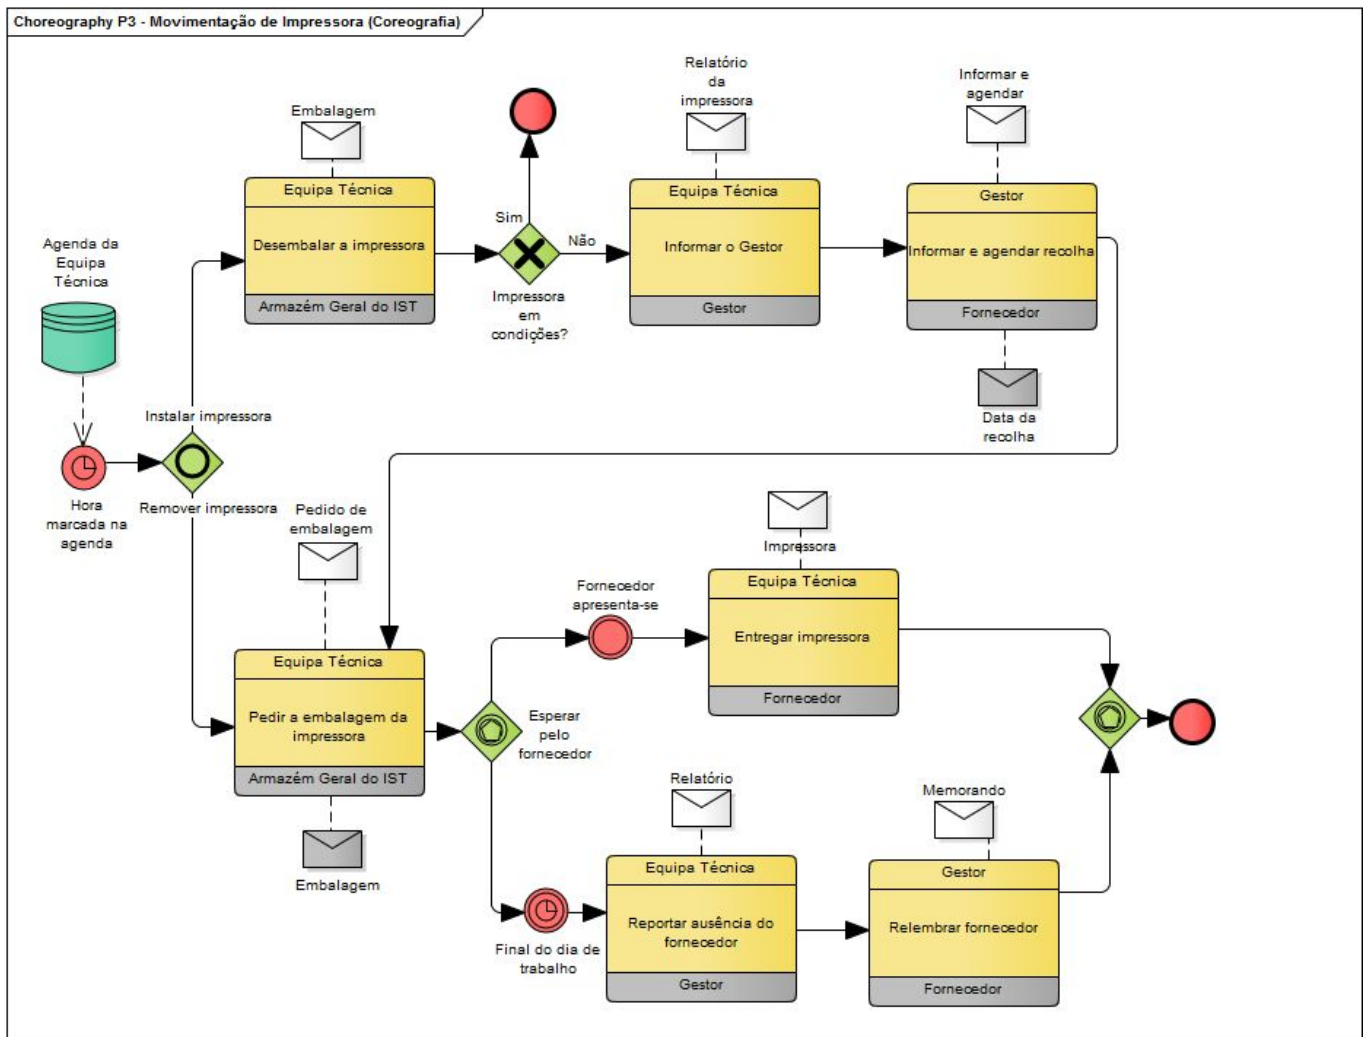 Choreography P3 - Movimentação de Impressora (Coreografia)
Embalagem
Equipa Técnica
Desembalar a impressora
Armazém Geral do IST
Sim
Não
Impressora
em
condições?
Relatório
da
impressora
Equipa Técnica
Informar o Gestor
Gestor
Informar e
agendar
Gestor
Informar e agendar recolha
Fornecedor
Data da
recolha
Agenda da
Equipa
Técnica
Instalar impressora
Remover impressora
Hora
marcada na
agenda
Pedido de
embalagem
Equipa Técnica
Pedir a embalagem da
impressora
Armazém Geral do IST
Embalagem
Esperar
pelo
fornecedor
Fornecedor
apresenta-se
Impressora
Equipa Técnica
Entregar impressora
Fornecedor
Final do dia de
trabalho
Relatório
Equipa Técnica
Reportar ausência do
fornecedor
Gestor
Memorando
Gestor
Relembrar fornecedor
Fornecedor